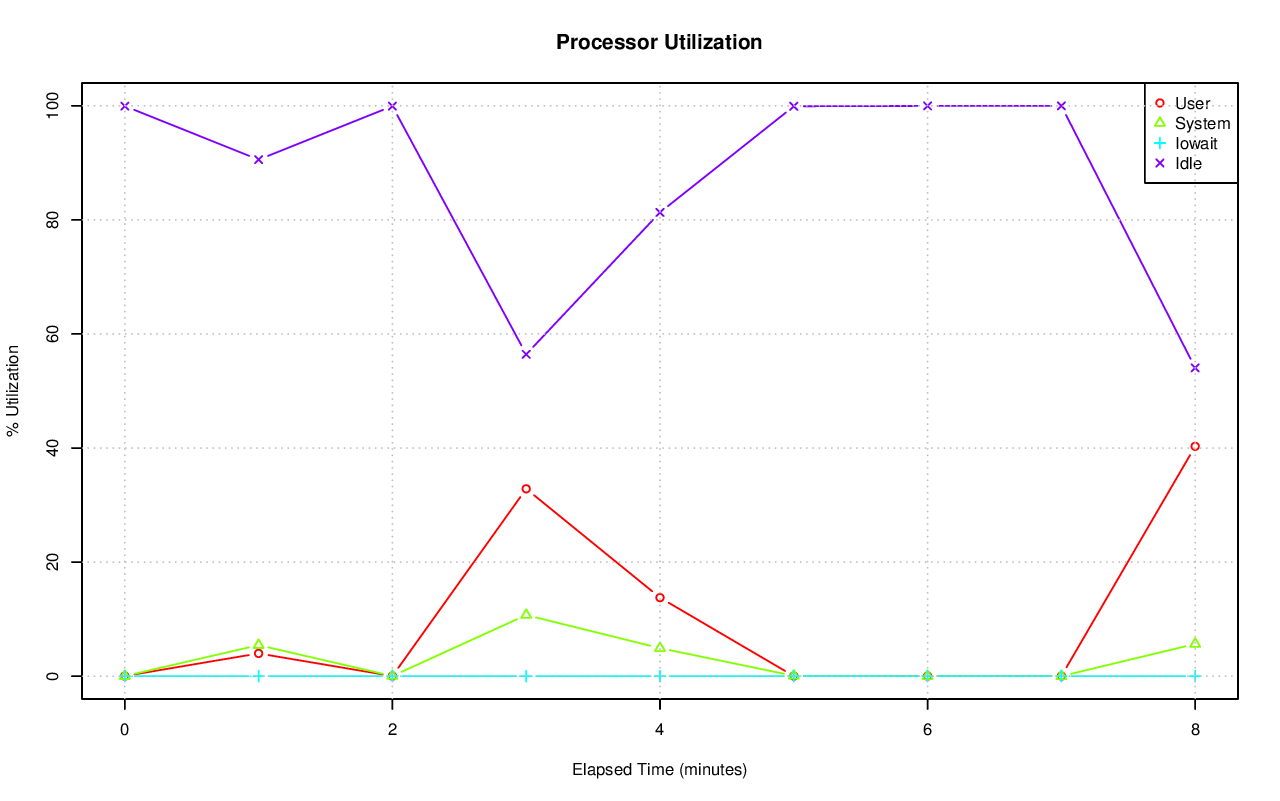 Processor Utilization
User
System
Iowait
Idle
100
80
60
40
20
0
% Utilization
0 2 4 6 8
Elapsed Time (minutes)